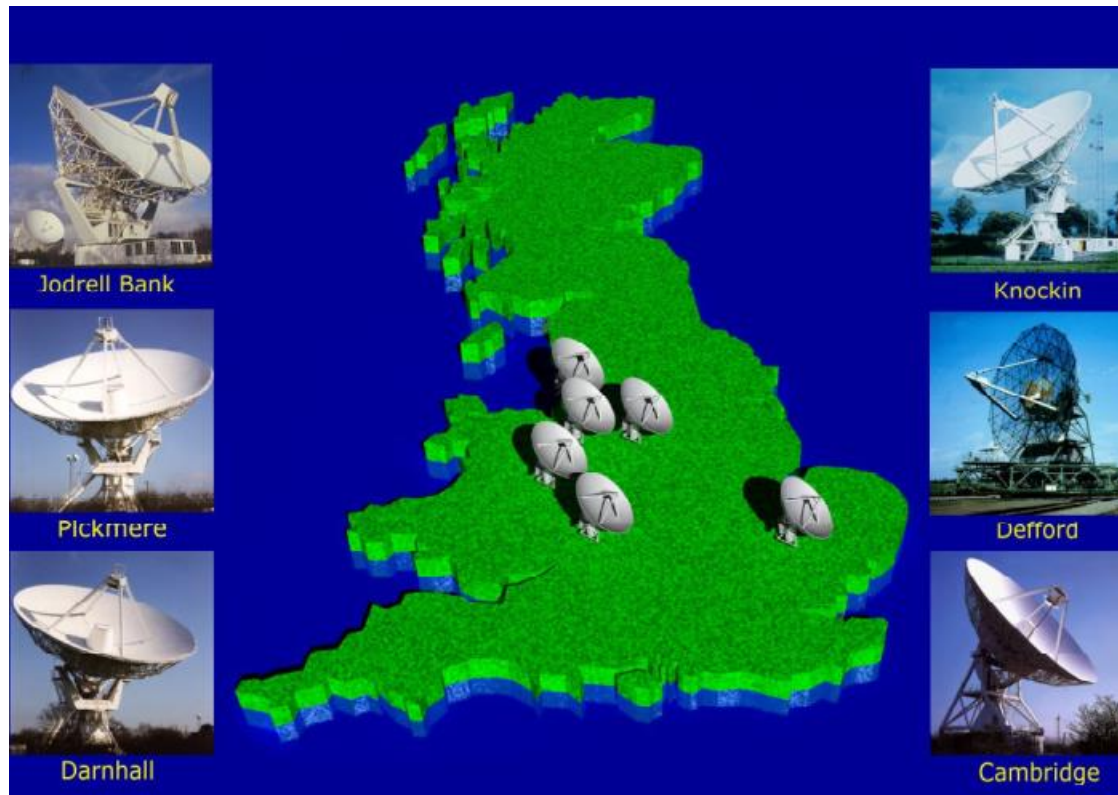 Jodrell Bank
Knockin
Pickmere
Defford
Darnhall
Cambridge